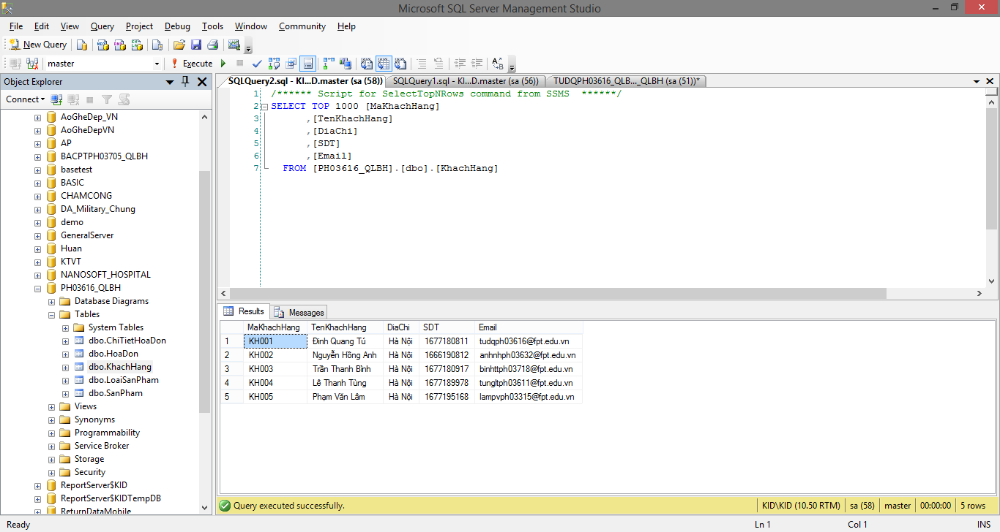 Microsoft SQL Server Management Studio
File Edit View Query Project Debug Tools Window Community Help
New Query
master Execute
Object Explorer
Connect
AoGheDep_VN
AoGheDepVN
AP
BACPTPH03705_QLBH
basetest
BASIC
CHAMCONG
DA_Military_Chung
demo
GeneralServer
Huan
KTVT
NANOSOFT_HOSPITAL
PH03616_QLBH
Database Diagrams
Tables
System Tables
dbo.ChiTietHoaDon
dbo.HoaDon
dbo.KhachHang
dbo.LoaiSanPham
dbo.SanPham
Views
Synonyms
Programmability
Service Broker
Storage
Security
ReportServer$KID
ReportServer$KIDTempDB
ReturnDataMobile
SQLQuery2.sql - KI...D.master (sa (58)) SQLQuery1.sql - KI...D.master (sa (56)) TUDQPH03616_QLB..._QLBH (sa (51))*
1 /****** Script for SelectTopNRows command from SSMS ******/
2 SELECT TOP 1000 [MaKhachHang]
3 ,[TenKhachHang]
4 ,[DiaChi]
5 ,[SDT]
6 ,[Email]
7 FROM [PH03616_QLBH].[dbo].[KhachHang]
Results Messages
MaKhachHang TenKhachHang DiaChi SDT Email
1 KH001 Đinh Quang Tú Hà Nội 1677180811 tudqph03616@fpt.edu.vn
2 KH002 Nguyễn Hồng Anh Hà Nội 1666190812 anhnhph03632@fpt.edu.vn
3 KH003 Trần Thanh Bình Hà Nội 1677180917 binhttph03718@fpt.edu.vn
4 KH004 Lê Thanh Tùng Hà Nội 1677189978 tungltph03611@fpt.edu.vn
5 KH005 Phạm Văn Lâm Hà Nội 1677195168 lampvph03315@fpt.edu.vn
Query executed successfully. KID\KID (10.50 RTM) sa (58) master 00:00:00 5 rows
Ready Ln 1 Col 1 INS